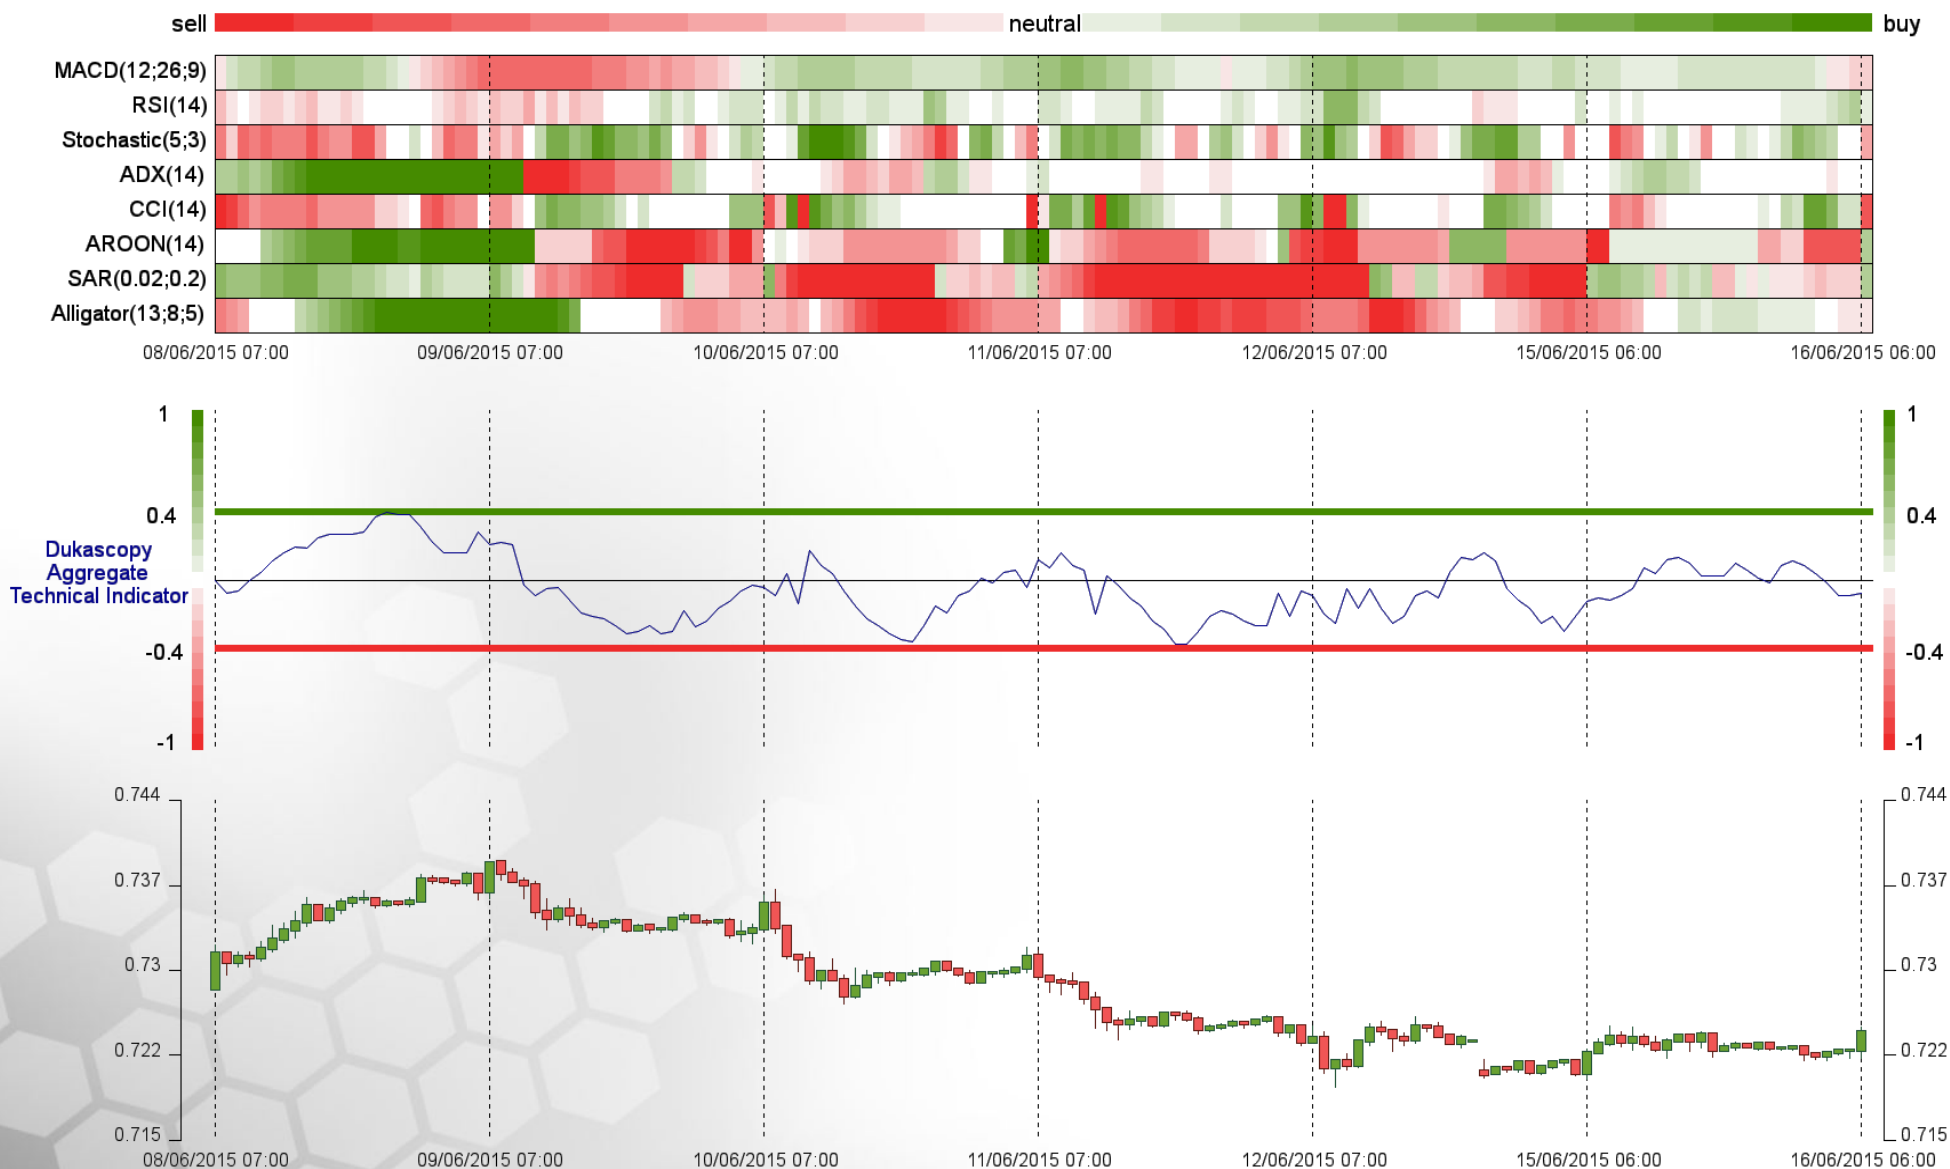 sell neutral buy
MACD(12;26;9)
RSI(14)
Stochastic(5;3)
ADX(14)
CCI(14)
AROON(14)
SAR(0.02;0.2)
Alligator(13;8;5)
08/06/2015 07:00 09/06/2015 07:00 10/06/2015 07:00 11/06/2015 07:00 12/06/2015 07:00 15/06/2015 06:00 16/06/2015 06:00
1 1
0.4 0.4
Dukascopy
Aggregate
Technical Indicator
-0.4 -0.4
-1 -1
0.744 0.744
0.737 0.737
0.73 0.73
0.722 0.722
0.715 0.715
08/06/2015 07:00 09/06/2015 07:00 10/06/2015 07:00 11/06/2015 07:00 12/06/2015 07:00 15/06/2015 06:00 16/06/2015 06:00